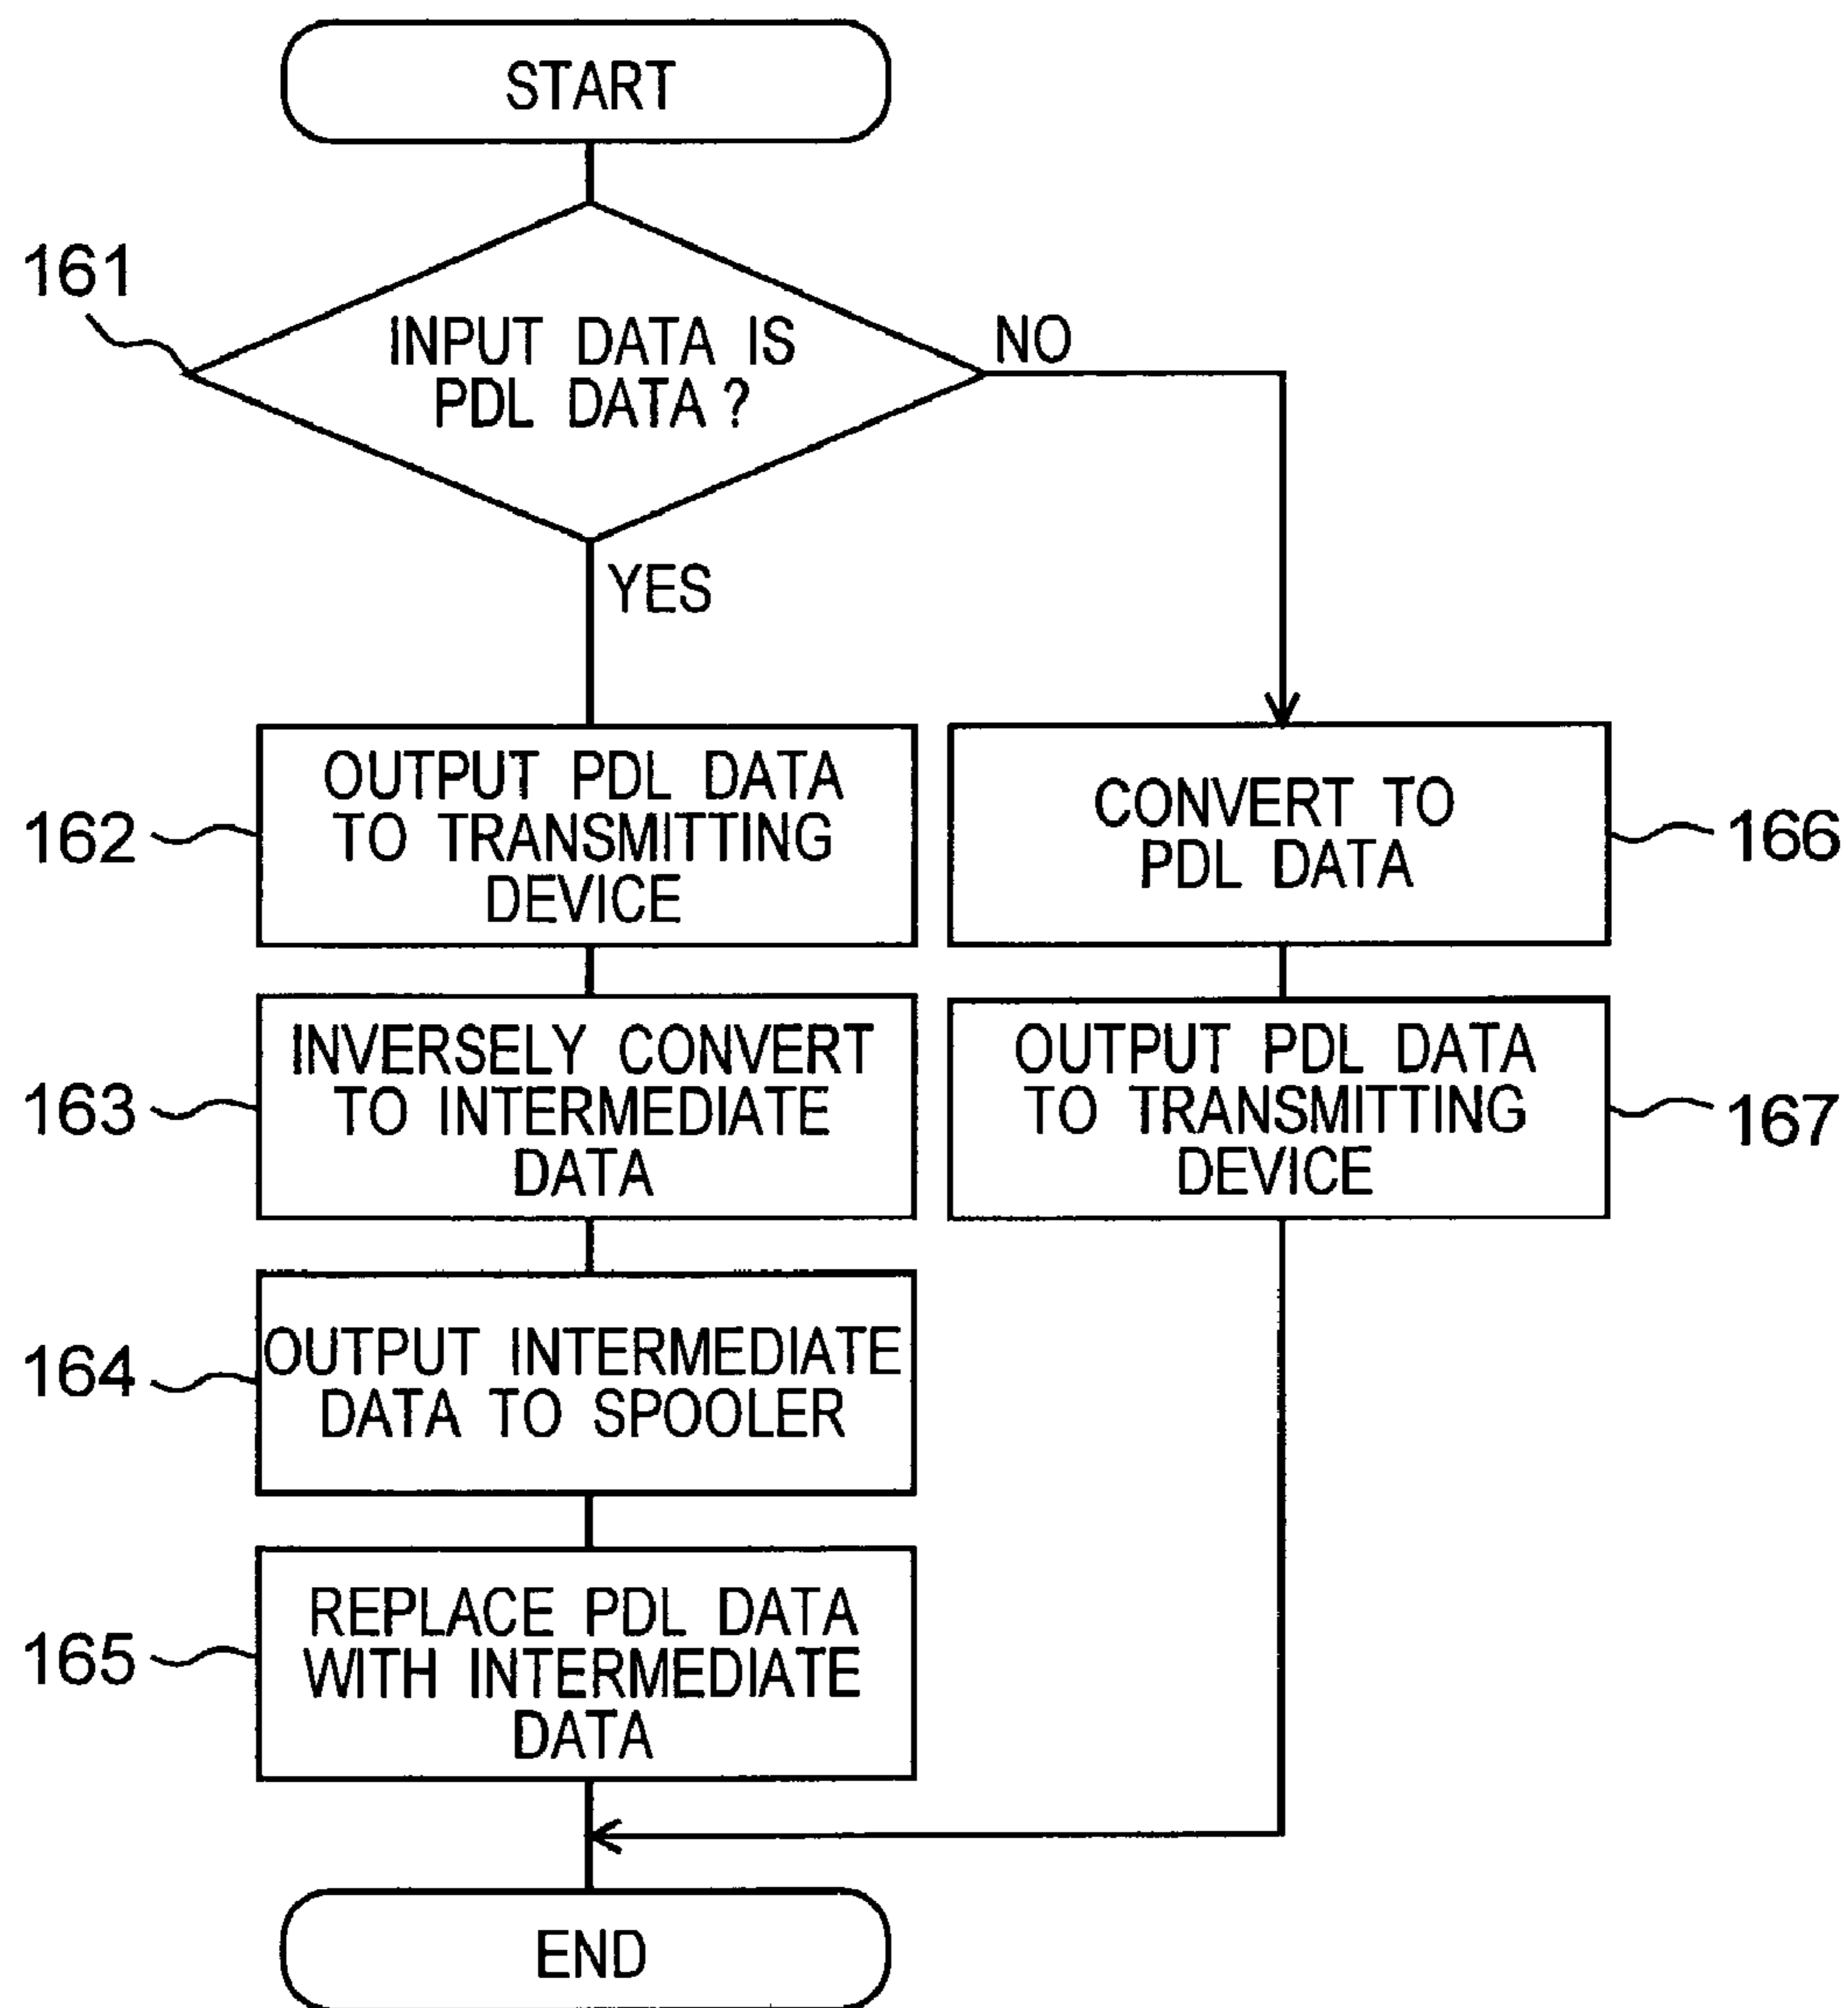 START
161
INPUT DATA IS
PDL DATA?
NO
YES
162
OUTPUT PDL DATA
TO TRANSMITTING
DEVICE
CONVERT TO
PDL DATA
166
163
INVERSELY CONVERT
TO INTERMEDIATE
DATA
OUTPUT PDL DATA
TO TRANSMITTING
DEVICE
167
164
OUTPUT INTERMEDIATE
DATA TO SPOOLER
165
REPLACE PDL DATA
WITH INTERMEDIATE
DATA
END